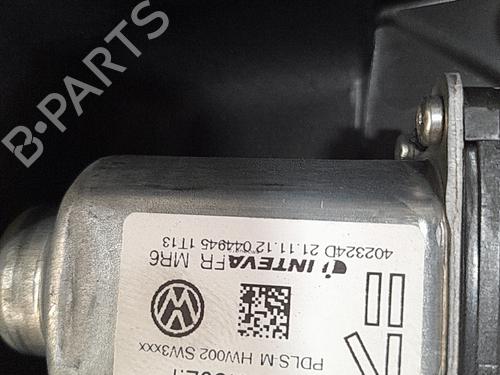 B-PARTS
402324D 21.11.12 044945 1T13
INTEVA FR MR6
PDLS-M HW002 SW3xxx